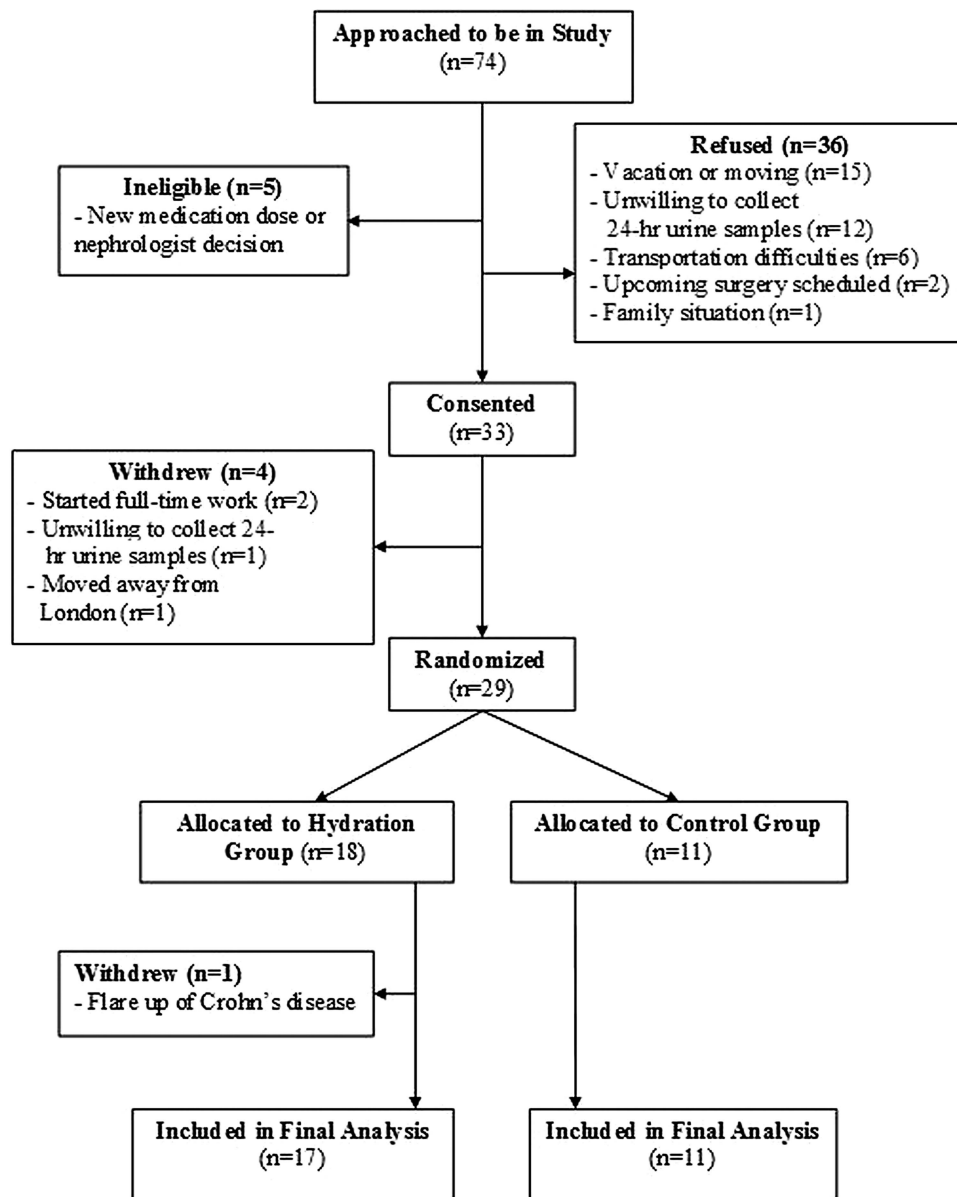 Approached to be in Study
(n=74)
Refused (n=36)
- Vacation or moving (n=15)
- Unwilling to collect
24-hr urine samples (n=12)
- Transportation difficulties (n=6)
- Upcoming surgery scheduled (n=2)
- Family situation (n=1)
Ineligible (n=5)
- New medication dose or
nephrologist decision
Consented
(n=33)
Withdrew (n=4)
- Started full-time work (n=2)
- Unwilling to collect 24-
hr urine samples (n=1)
- Moved away from
London (n=1)
Randomized
(n=29)
Allocated to Hydration
Group (n=18)
Allocated to Control Group
(n=11)
Withdrew (n=1)
- Flare up of Crohn's disease
Included in Final Analysis
(n=17)
Included in Final Analysis
(n=11)